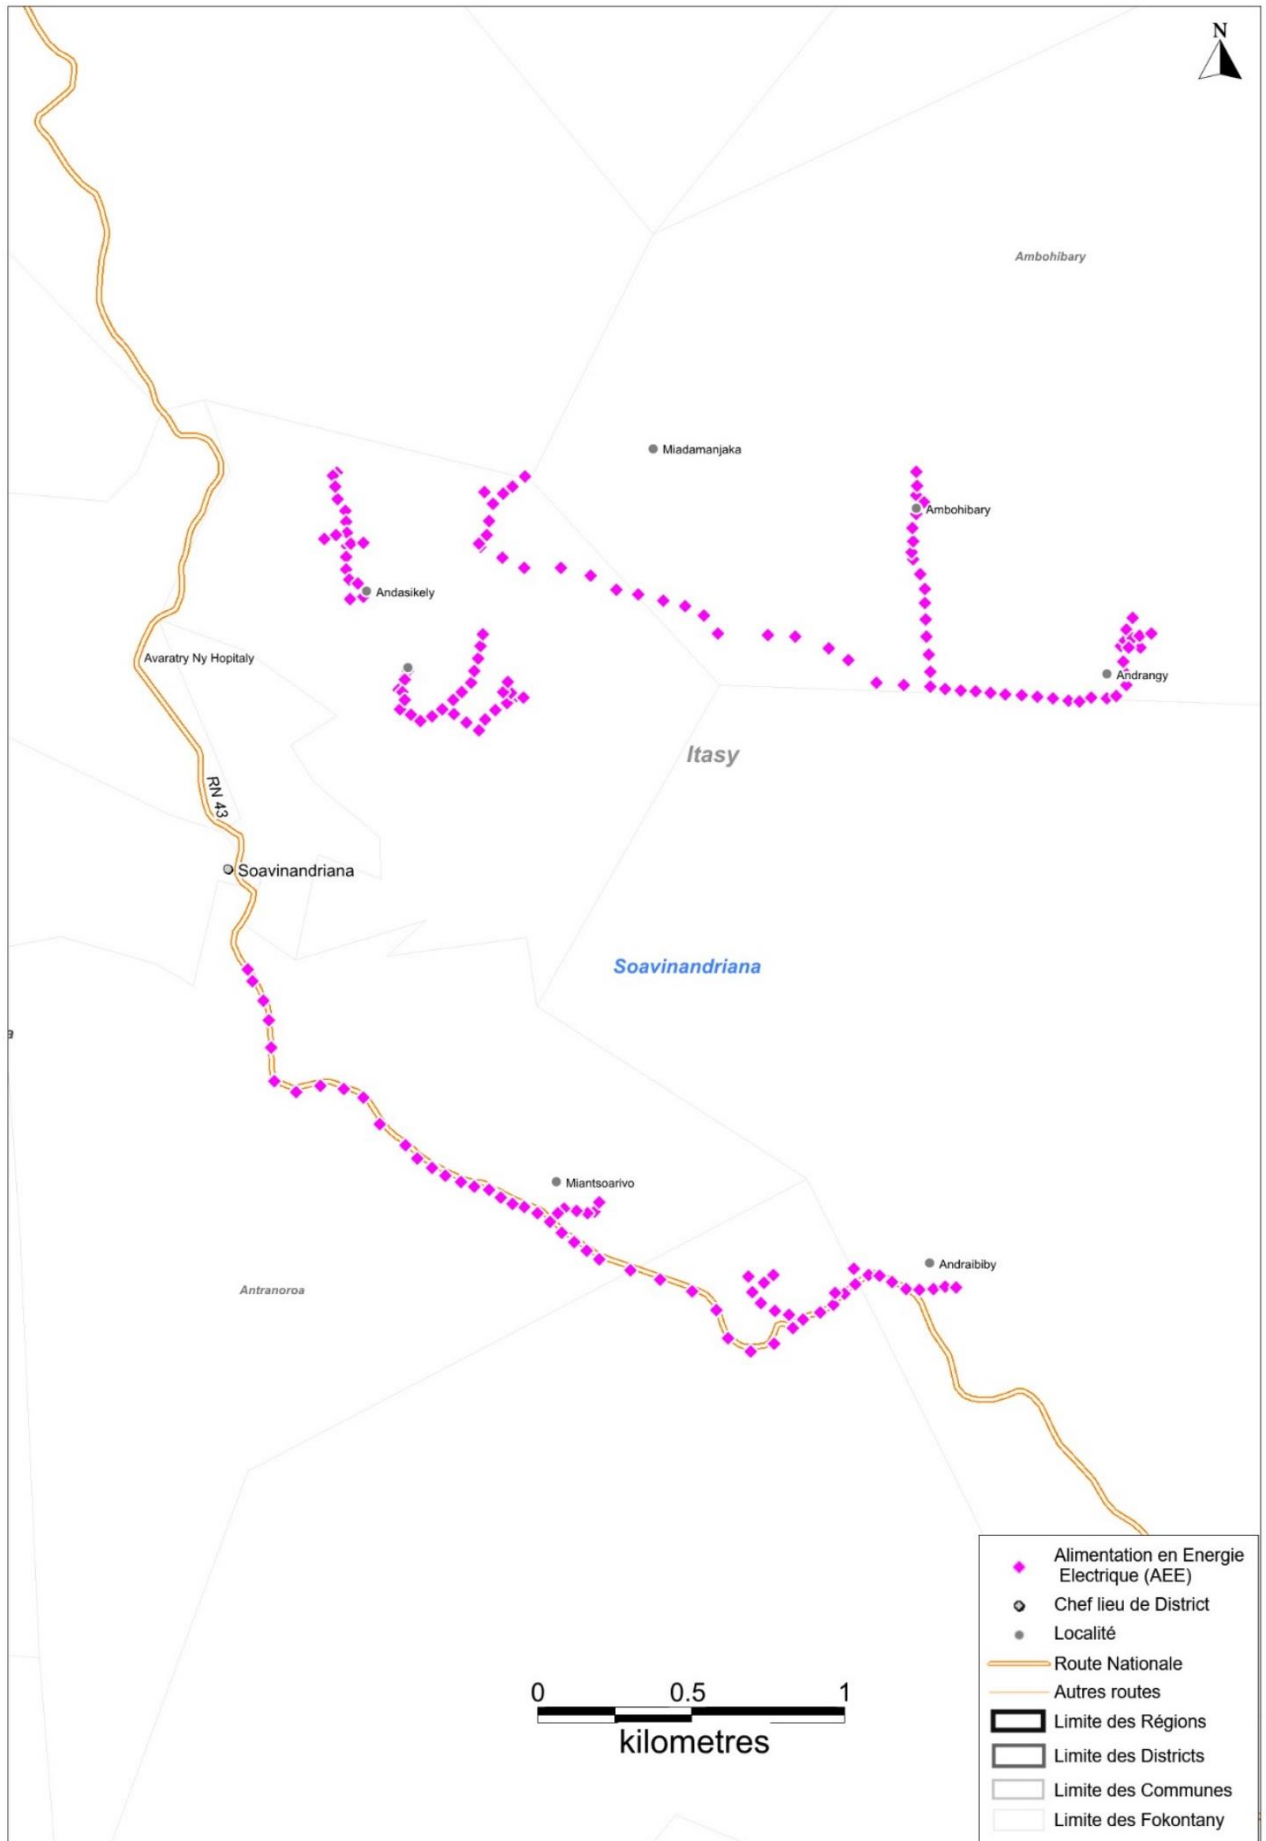 N
Ambohibary
Miadamanjaka
Ambohibary
Andasikely
Avaratry Ny Hopitaly
Andrangy
Itasy
RN 43
Soavinandriana
Soavinandriana
a
Miantsoarivo
Andraibiby
Antranoroa
Alimentation en Energie
Electrique (AEE)
Chef lieu de District
Localité
Route Nationale
Autres routes
Limite des Régions
Limite des Districts
Limite des Communes
Limite des Fokontany
0 0.5 1
kilometres